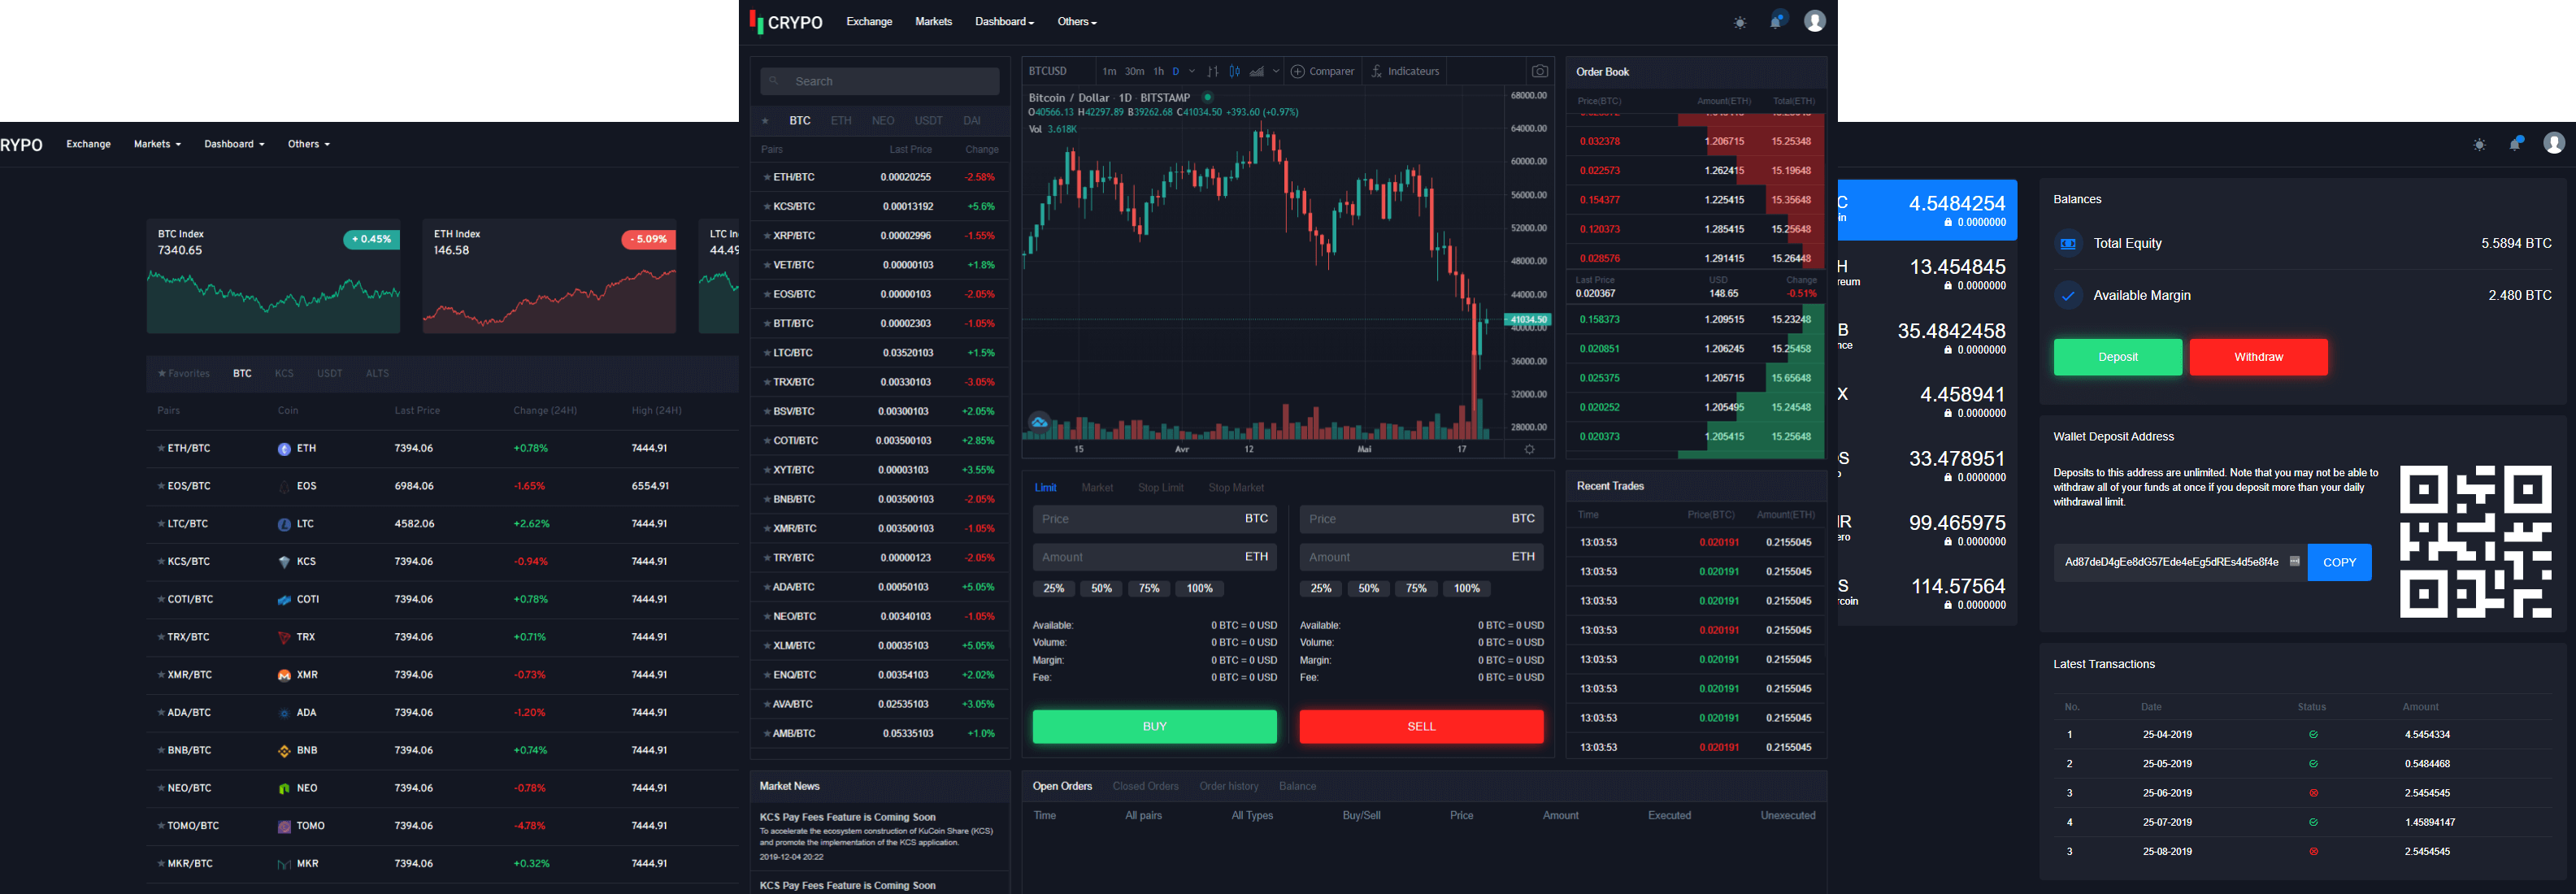 RYPO Exchange Markets Dashboard Others
BTC Index
7340.65
+ 0.45%
ETH Index
146.58
- 5.09%
LTC In
44.49
Favorites BTC KCS USDT ALTS
Pairs Coin Last Price Change (24H) High (24H)
ETH/BTC ETH 7394.06 +0.78% 7444.91
EOS/BTC EOS 6984.06 -1.65% 6554.91
LTC/BTC LTC 4582.06 +2.62% 7444.91
KCS/BTC KCS 7394.06 -0.94% 7444.91
COTI/BTC COTI 7394.06 +0.78% 7444.91
TRX/BTC TRX 7394.06 +0.71% 7444.91
XMR/BTC XMR 7394.06 -0.73% 7444.91
ADA/BTC ADA 7394.06 -1.20% 7444.91
BNB/BTC BNB 7394.06 +0.74% 7444.91
NEO/BTC NEO 7394.06 -0.78% 7444.91
TOMO/BTC TOMO 7394.06 -4.78% 7444.91
MKR/BTC MKR 7394.06 +0.32% 7444.91
CRYPO Exchange Markets Dashboard Others
Search
BTC ETH NEO USDT DAI
Pairs Last Price Change
ETH/BTC 0.00020255 -2.58%
KCS/BTC 0.00013192 +5.6%
XRP/BTC 0.00002996 -1.55%
VET/BTC 0.00000103 +1.8%
EOS/BTC 0.00000103 -2.05%
BTT/BTC 0.00002303 -1.05%
LTC/BTC 0.03520103 +1.5%
TRX/BTC 0.00330103 -3.05%
BSV/BTC 0.00300103 +2.05%
COTI/BTC 0.003500103 +2.85%
XYT/BTC 0.00003103 +3.55%
BNB/BTC 0.003500103 -2.05%
XMR/BTC 0.003500103 -1.05%
TRY/BTC 0.00000123 -2.05%
ADA/BTC 0.00050103 +5.05%
NEO/BTC 0.00340103 -1.05%
XLM/BTC 0.00035103 +5.05%
ENQ/BTC 0.00354103 +2.02%
AVA/BTC 0.02535103 +3.05%
AMB/BTC 0.05335103 +1.0%
Market News
KCS Pay Fees Feature is Coming Soon
To accelerate the ecosystem construction of KuCoin Share (KCS)
and promote the implementation of the KCS application.
2019-12-04 20:22
KCS Pay Fees Feature is Coming Soon
BTCUSD 1m 30m 1h D Comparer Indicateurs
Bitcoin / Dollar · 1D · BITSTAMP
O40566.13 H42297.89 B39262.68 C41034.50 +393.60 (+0.97%)
Vol 3.618K
68000.00
64000.00
60000.00
56000.00
52000.00
48000.00
44000.00
41034.50
40000.00
36000.00
32000.00
28000.00
15 Avr 12 Mai 17
Limit Market Stop Limit Stop Market
Price BTC Price BTC
Amount ETH Amount ETH
25% 50% 75% 100% 25% 50% 75% 100%
Available: 0 BTC = 0 USD Available: 0 BTC = 0 USD
Volume: 0 BTC = 0 USD Volume: 0 BTC = 0 USD
Margin: 0 BTC = 0 USD Margin: 0 BTC = 0 USD
Fee: 0 BTC = 0 USD Fee: 0 BTC = 0 USD
BUY SELL
Open Orders Closed Orders Order history Balance
Time All pairs All Types Buy/Sell Price Amount Executed Unexecuted
Order Book
Price(BTC) Amount(ETH) Total(ETH)
0.032378 1.206715 15.25348
0.022573 1.262415 15.19648
0.154377 1.225415 15.35648
0.120373 1.285415 15.25648
0.028576 1.291415 15.26448
Last Price USD Change
0.020367 148.65 -0.51%
0.158373 1.209515 15.23248
0.020851 1.206245 15.25458
0.025375 1.205715 15.65648
0.020252 1.205495 15.24548
0.020373 1.205415 15.25648
Recent Trades
Time Price(BTC) Amount(ETH)
13:03:53 0.020191 0.2155045
13:03:53 0.020191 0.2155045
13:03:53 0.020191 0.2155045
13:03:53 0.020191 0.2155045
13:03:53 0.020191 0.2155045
13:03:53 0.020191 0.2155045
13:03:53 0.020191 0.2155045
13:03:53 0.020191 0.2155045
C 4.5484254
in 0.0000000
H 13.454845
reum 0.0000000
B 35.4842458
nce 0.0000000
X 4.458941
0.0000000
OS 33.478951
o 0.0000000
MR 99.465975
ero 0.0000000
S 114.57564
rcoin 0.0000000
Balances
Total Equity 5.5894 BTC
Available Margin 2.480 BTC
Deposit Withdraw
Wallet Deposit Address
Deposits to this address are unlimited. Note that you may not be able to
withdraw all of your funds at once if you deposit more than your daily
withdrawal limit.
Ad87deD4gEe8dG57Ede4eEg5dREs4d5e8f4e COPY
Latest Transactions
No. Date Status Amount
1 25-04-2019 4.5454334
2 25-05-2019 0.5484468
3 25-06-2019 2.5454545
4 25-07-2019 1.45894147
3 25-08-2019 2.5454545